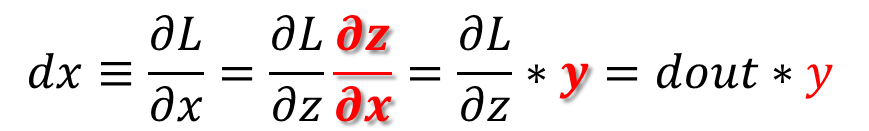 dx ≡ ∂L/∂x = ∂L/∂z ∂z/∂x = ∂L/∂z * y = dout * y